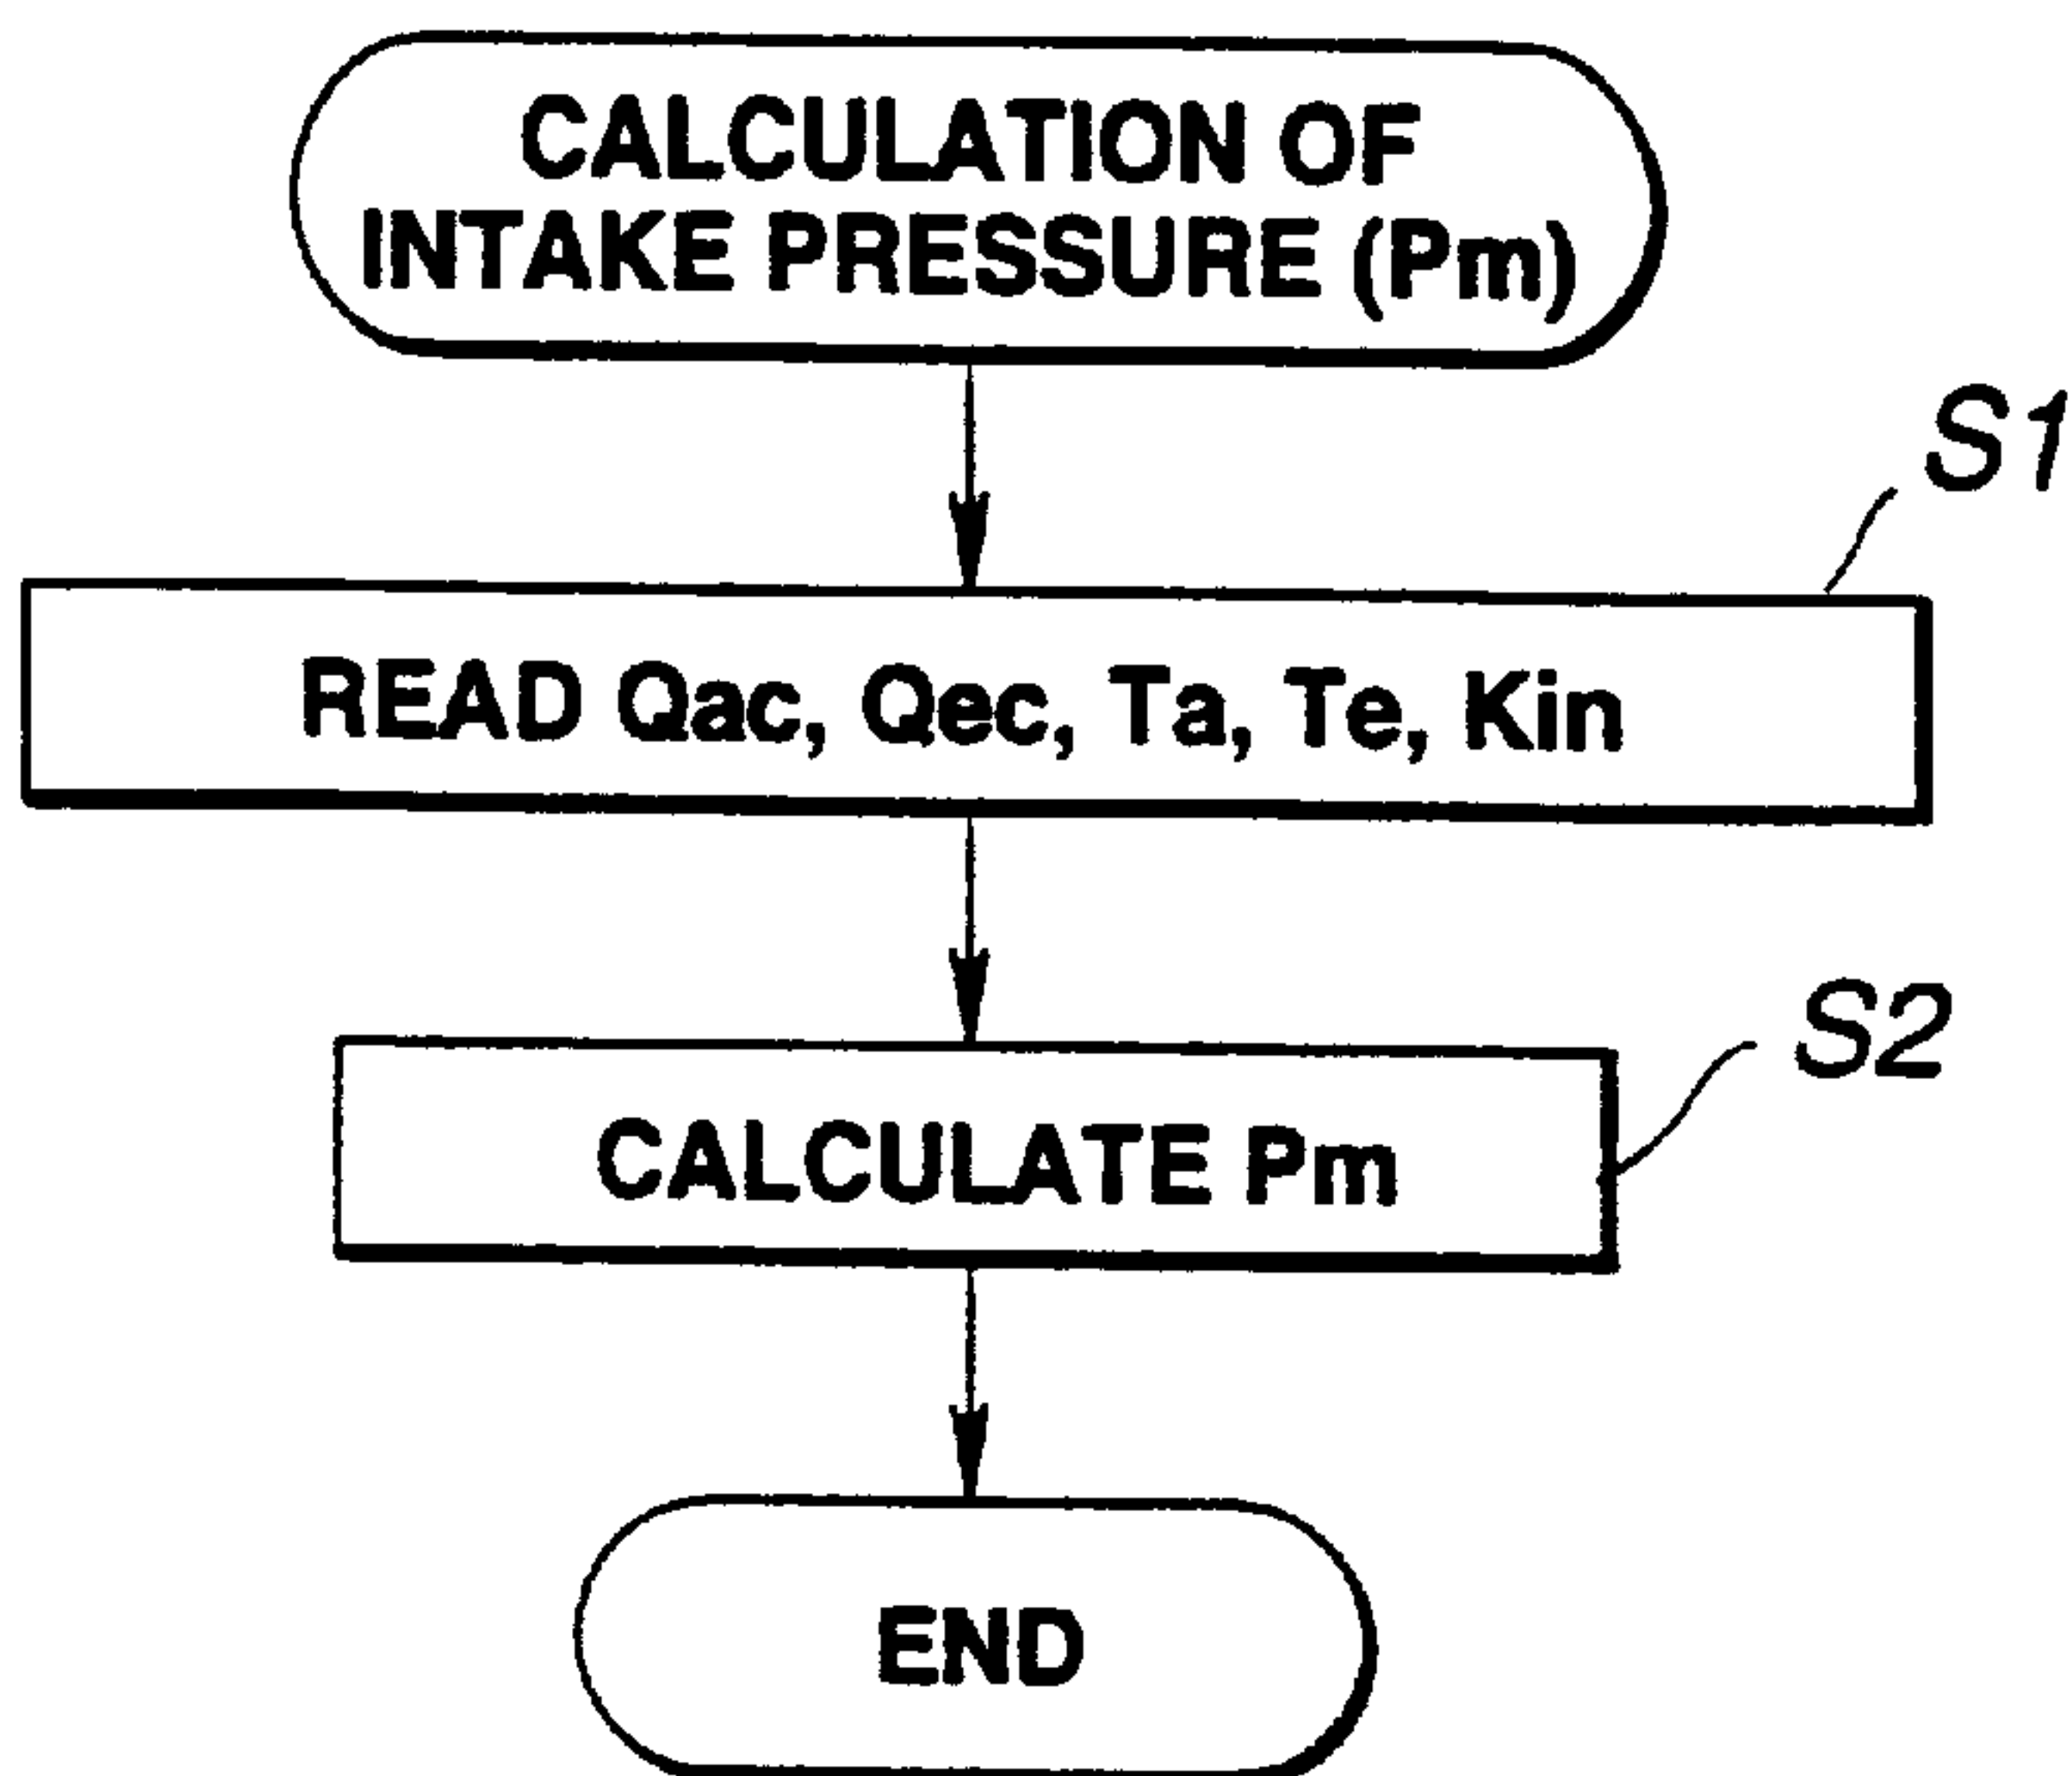 CALCULATION OF
INTAKE PRESSURE (Pm)
S1
READ Qac, Qec, Ta, Te, Kin
S2
CALCULATE Pm
END